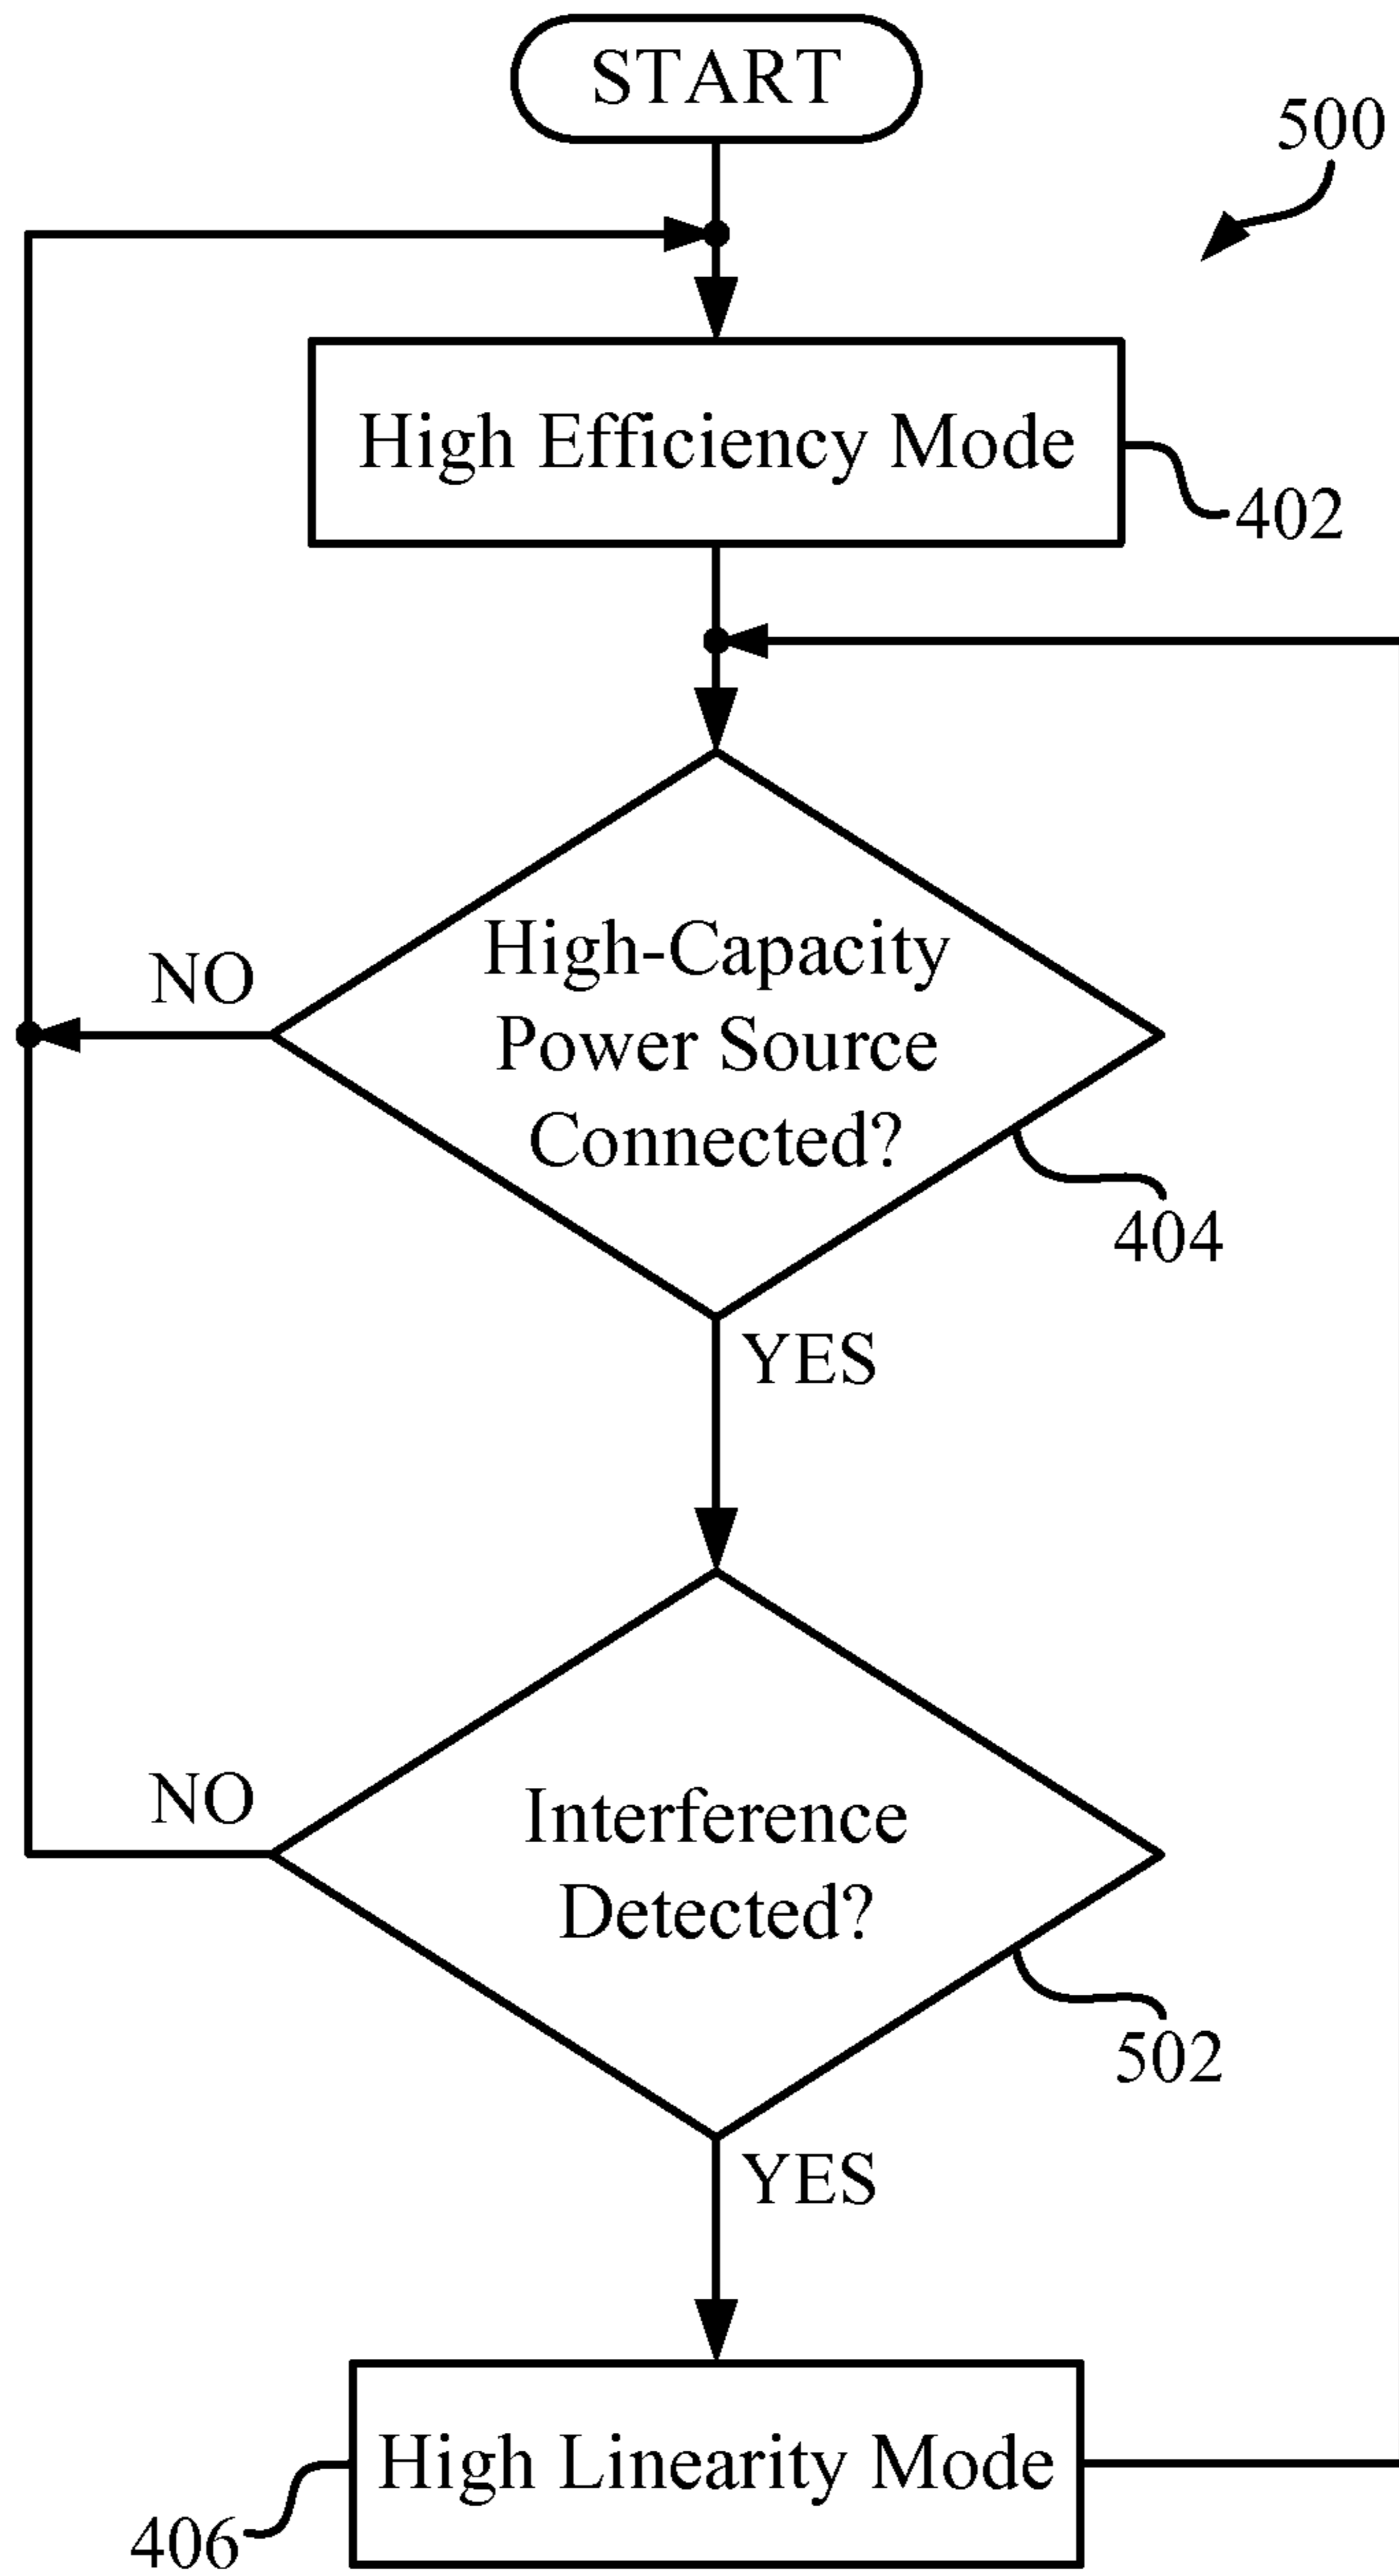 START
500
High Efficiency Mode
402
High-Capacity
Power Source
Connected?
NO
404
YES
Interference
Detected?
NO
502
YES
High Linearity Mode
406